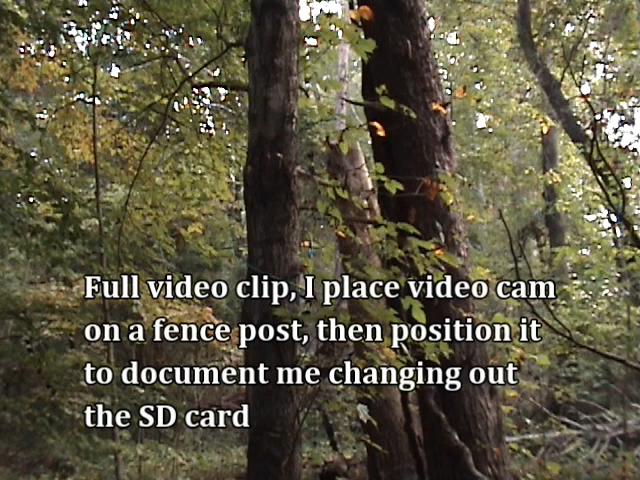 Full video clip, I place video cam
on a fence post, then position it
to document me changing out
the SD card